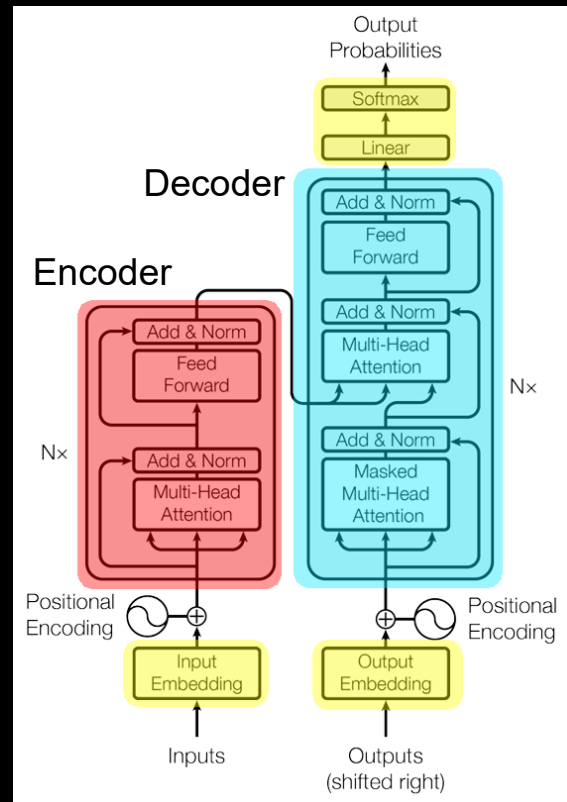 Output
Probabilities
Softmax
Linear
Decoder
Add & Norm
Feed
Forward
Add & Norm
Multi-Head
Attention
Add & Norm
Masked
Multi-Head
Attention
N×
Encoder
Add & Norm
Feed
Forward
Add & Norm
Multi-Head
Attention
N×
Positional
Encoding
Positional
Encoding
Input
Embedding
Output
Embedding
Inputs
Outputs
(shifted right)